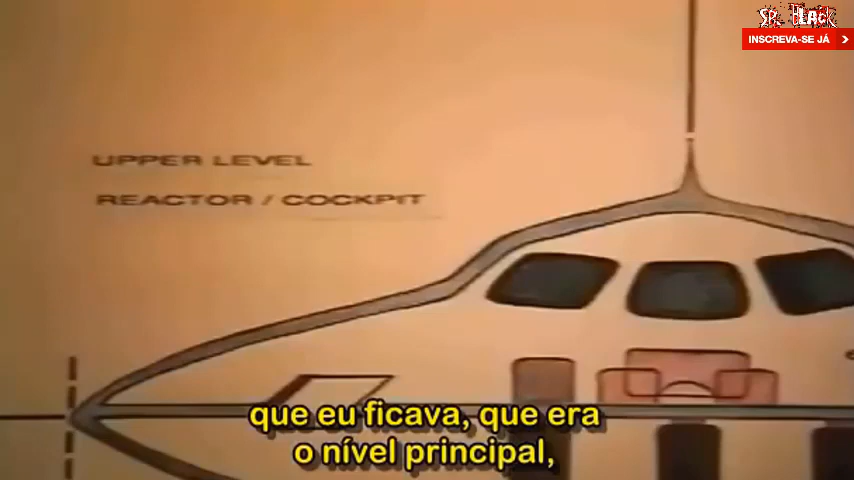 SR. BLACK
INSCREVA-SE JÁ
UPPER LEVEL
REACTOR / COCKPIT
que eu ficava, que era
o nível principal,